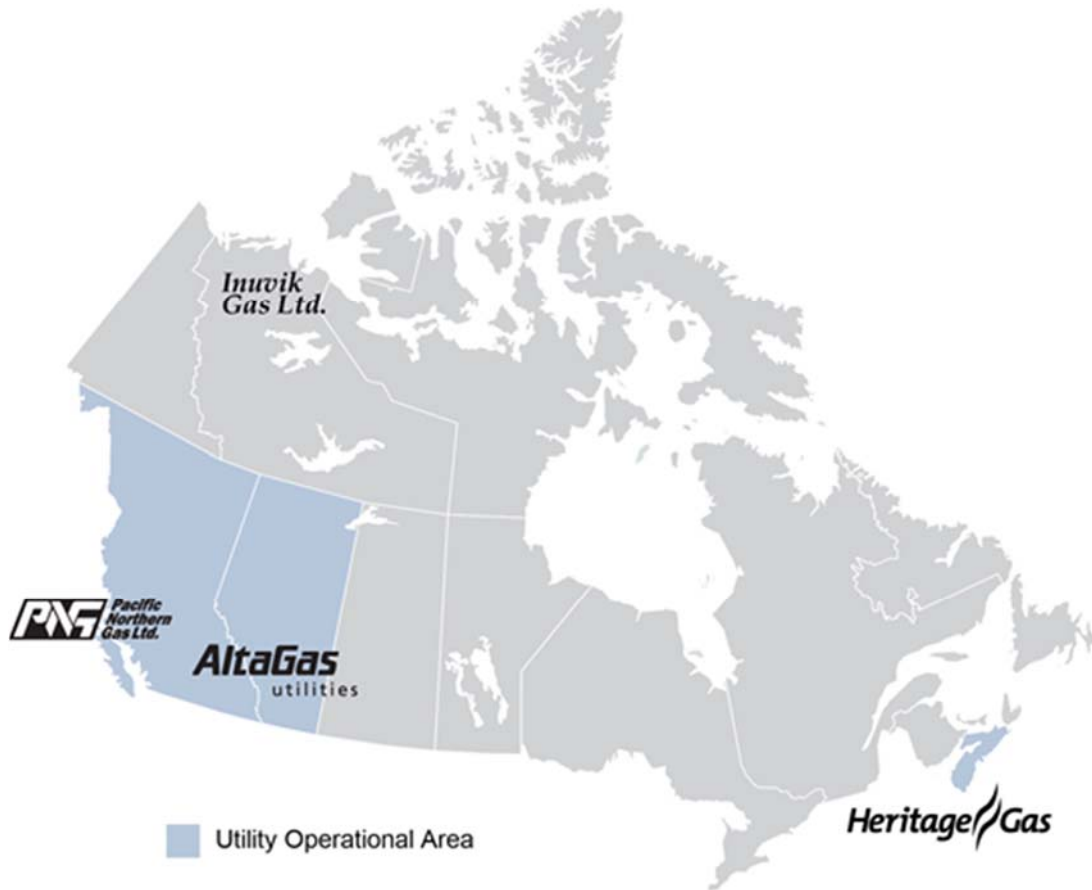 Inuvik
Gas Ltd.
PNG Pacific
Northern
Gas Ltd.
AltaGas
utilities
Heritage Gas
Utility Operational Area